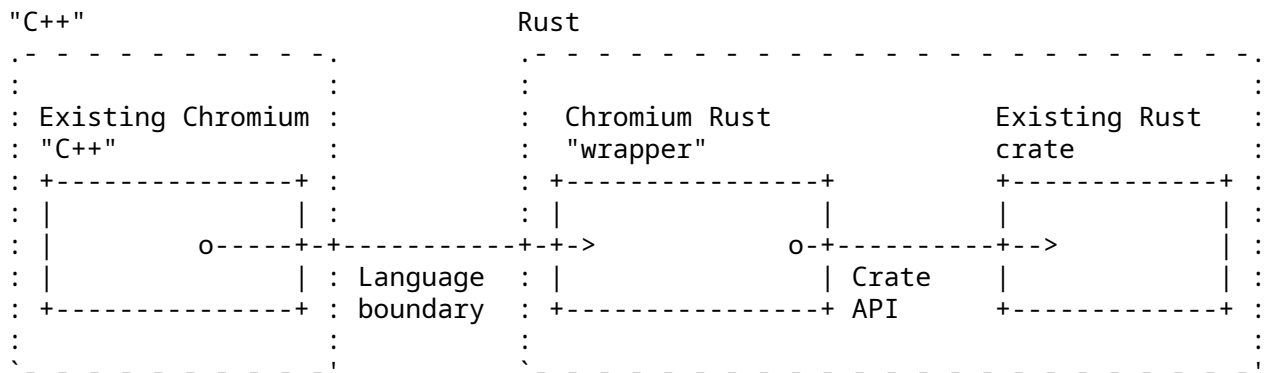 "C++"
Rust
Existing Chromium
"C++"
Chromium Rust
"wrapper"
Existing Rust
crate
Language
boundary
Crate
API